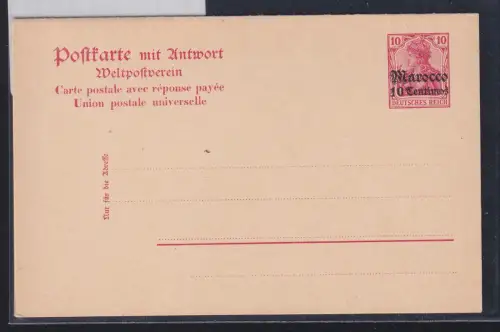 Postkarte mit Antwort
Weltpostverein
Carte postale avec réponse payée
Union postale universelle
10 10
Marocco
10 Centimos
DEUTSCHES REICH
Nur für die Adresse